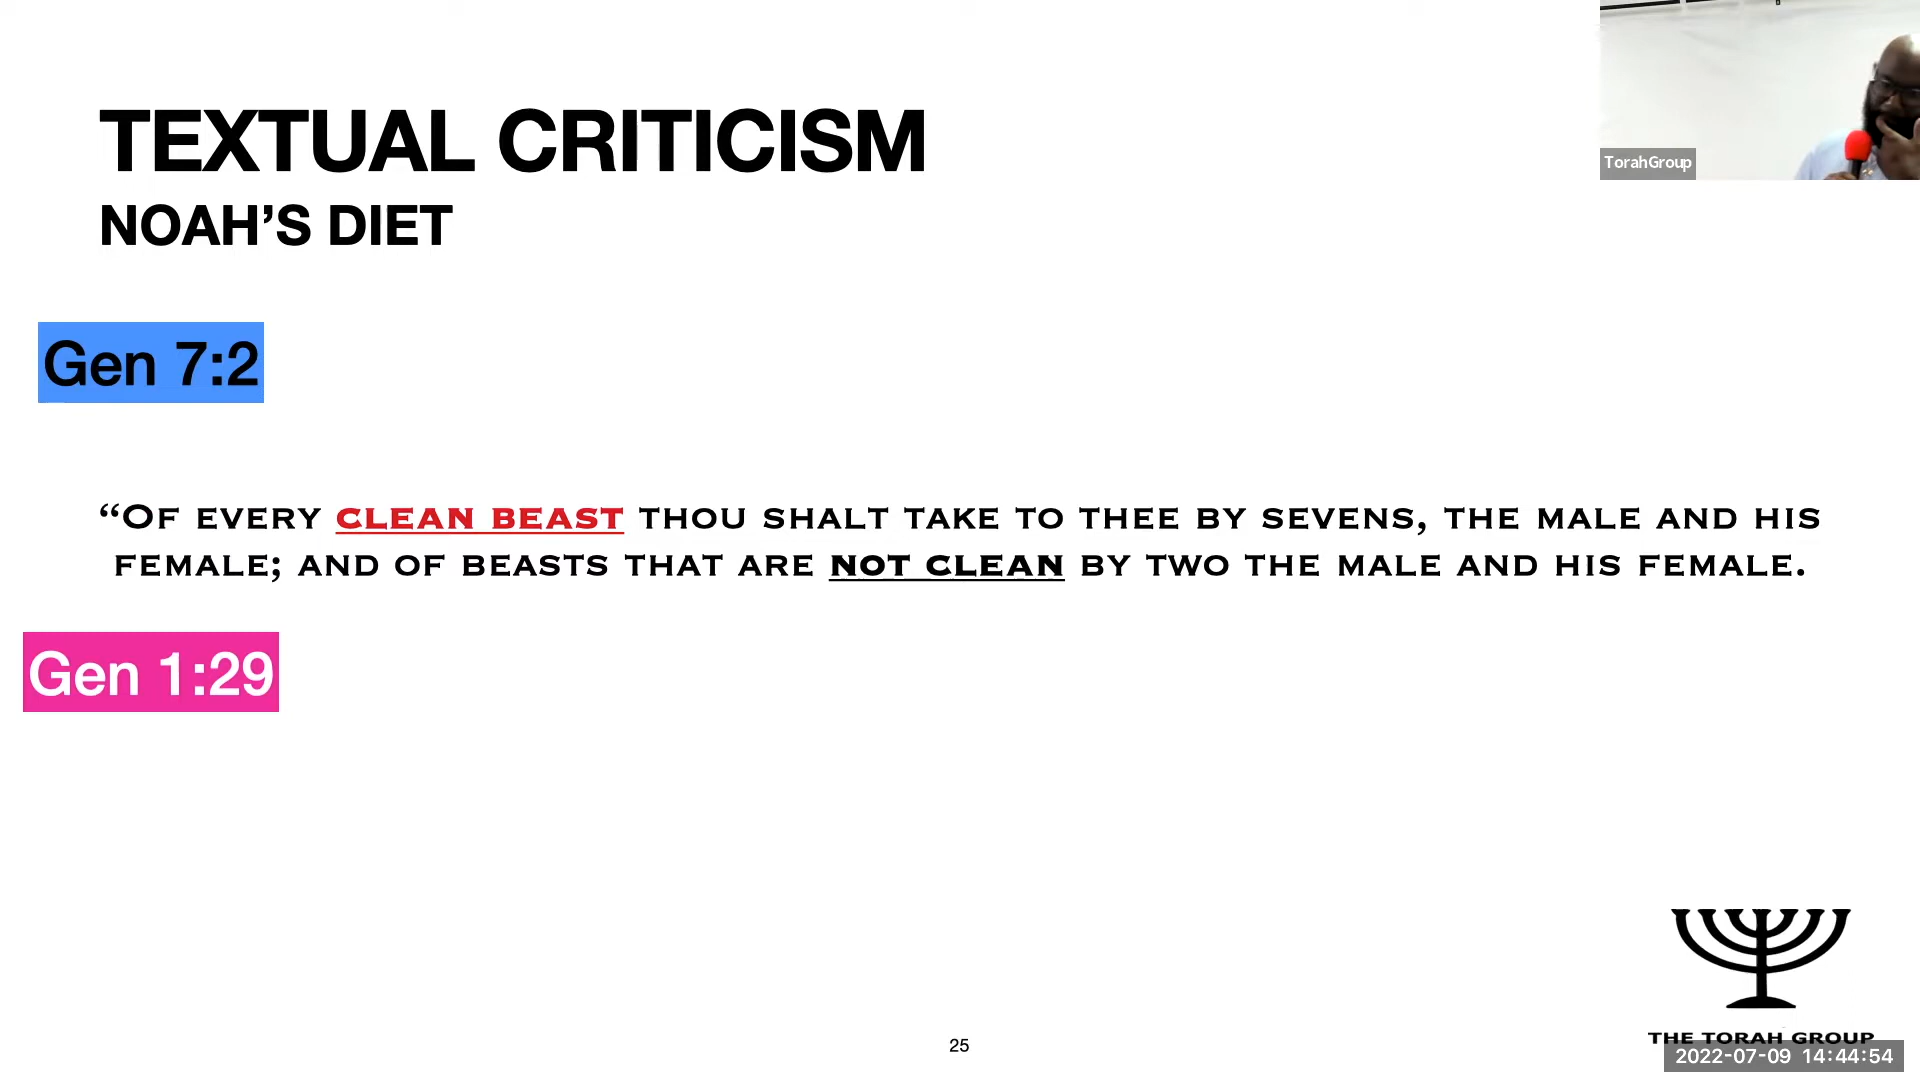 TEXTUAL CRITICISM
NOAH’S DIET
TorahGroup
Gen 7:2
“OF EVERY CLEAN BEAST THOU SHALT TAKE TO THEE BY SEVENS, THE MALE AND HIS
FEMALE; AND OF BEASTS THAT ARE NOT CLEAN BY TWO THE MALE AND HIS FEMALE.
Gen 1:29
THE TORAH GROUP
25
2022-07-09 14:44:54